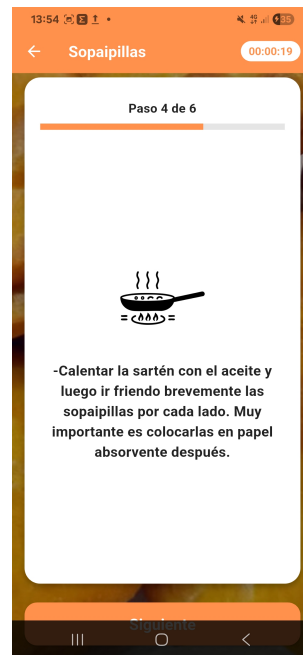 13:54
Sopaipillas
00:00:19
Paso 4 de 6
-Calentar la sartén con el aceite y
luego ir friendo brevemente las
sopaipillas por cada lado. Muy
importante es colocarlas en papel
absorvente después.
Siguiente